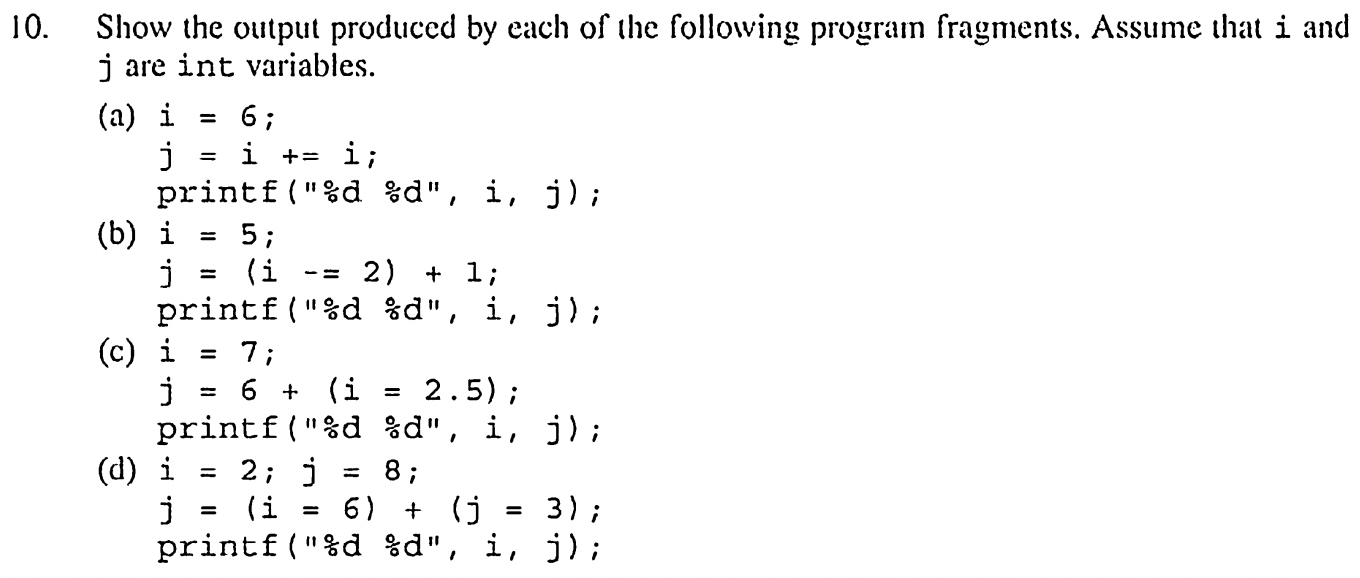 10. Show the output produced by each of the following program fragments. Assume that i and
j are int variables.
(a) i = 6;
j = i += i;
printf("%d %d", i, j);
(b) i = 5;
j = (i -= 2) + 1;
printf("%d %d", i, j);
(c) i = 7;
j = 6 + (i = 2.5);
printf("%d %d", i, j);
(d) i = 2; j = 8;
j = (i = 6) + (j = 3);
printf("%d %d", i, j);